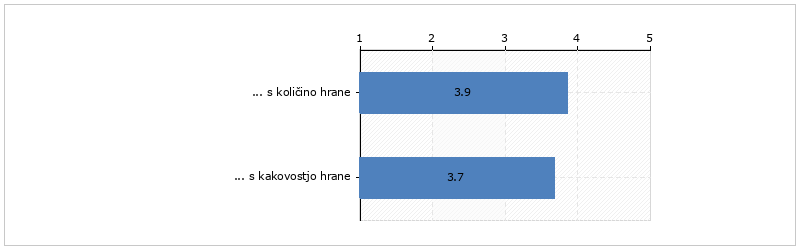 1 2 3 4 5
... s količino hrane 3.9
... s kakovostjo hrane 3.7